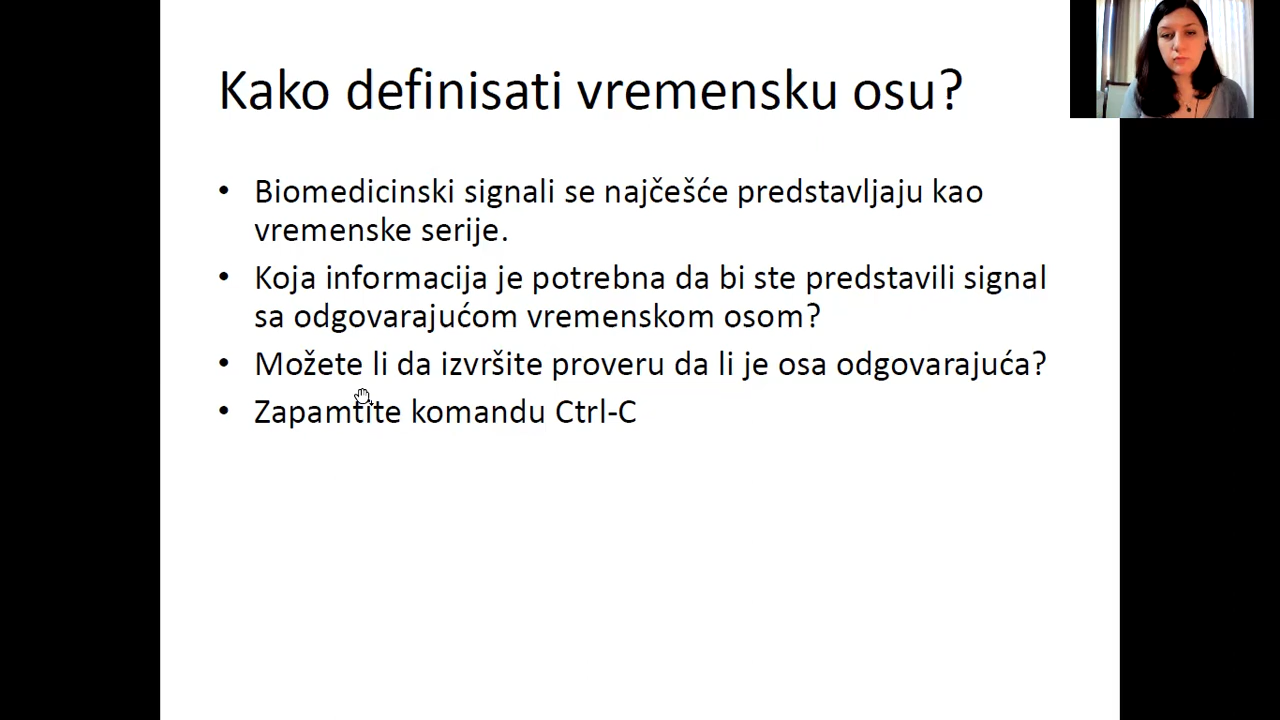 Kako definisati vremensku osu?
• Biomedicinski signali se najčešće predstavljaju kao
vremenske serije.
• Koja informacija je potrebna da bi ste predstavili signal
sa odgovarajućom vremenskom osom?
• Možete li da izvršite proveru da li je osa odgovarajuća?
• Zapamtite komandu Ctrl-C